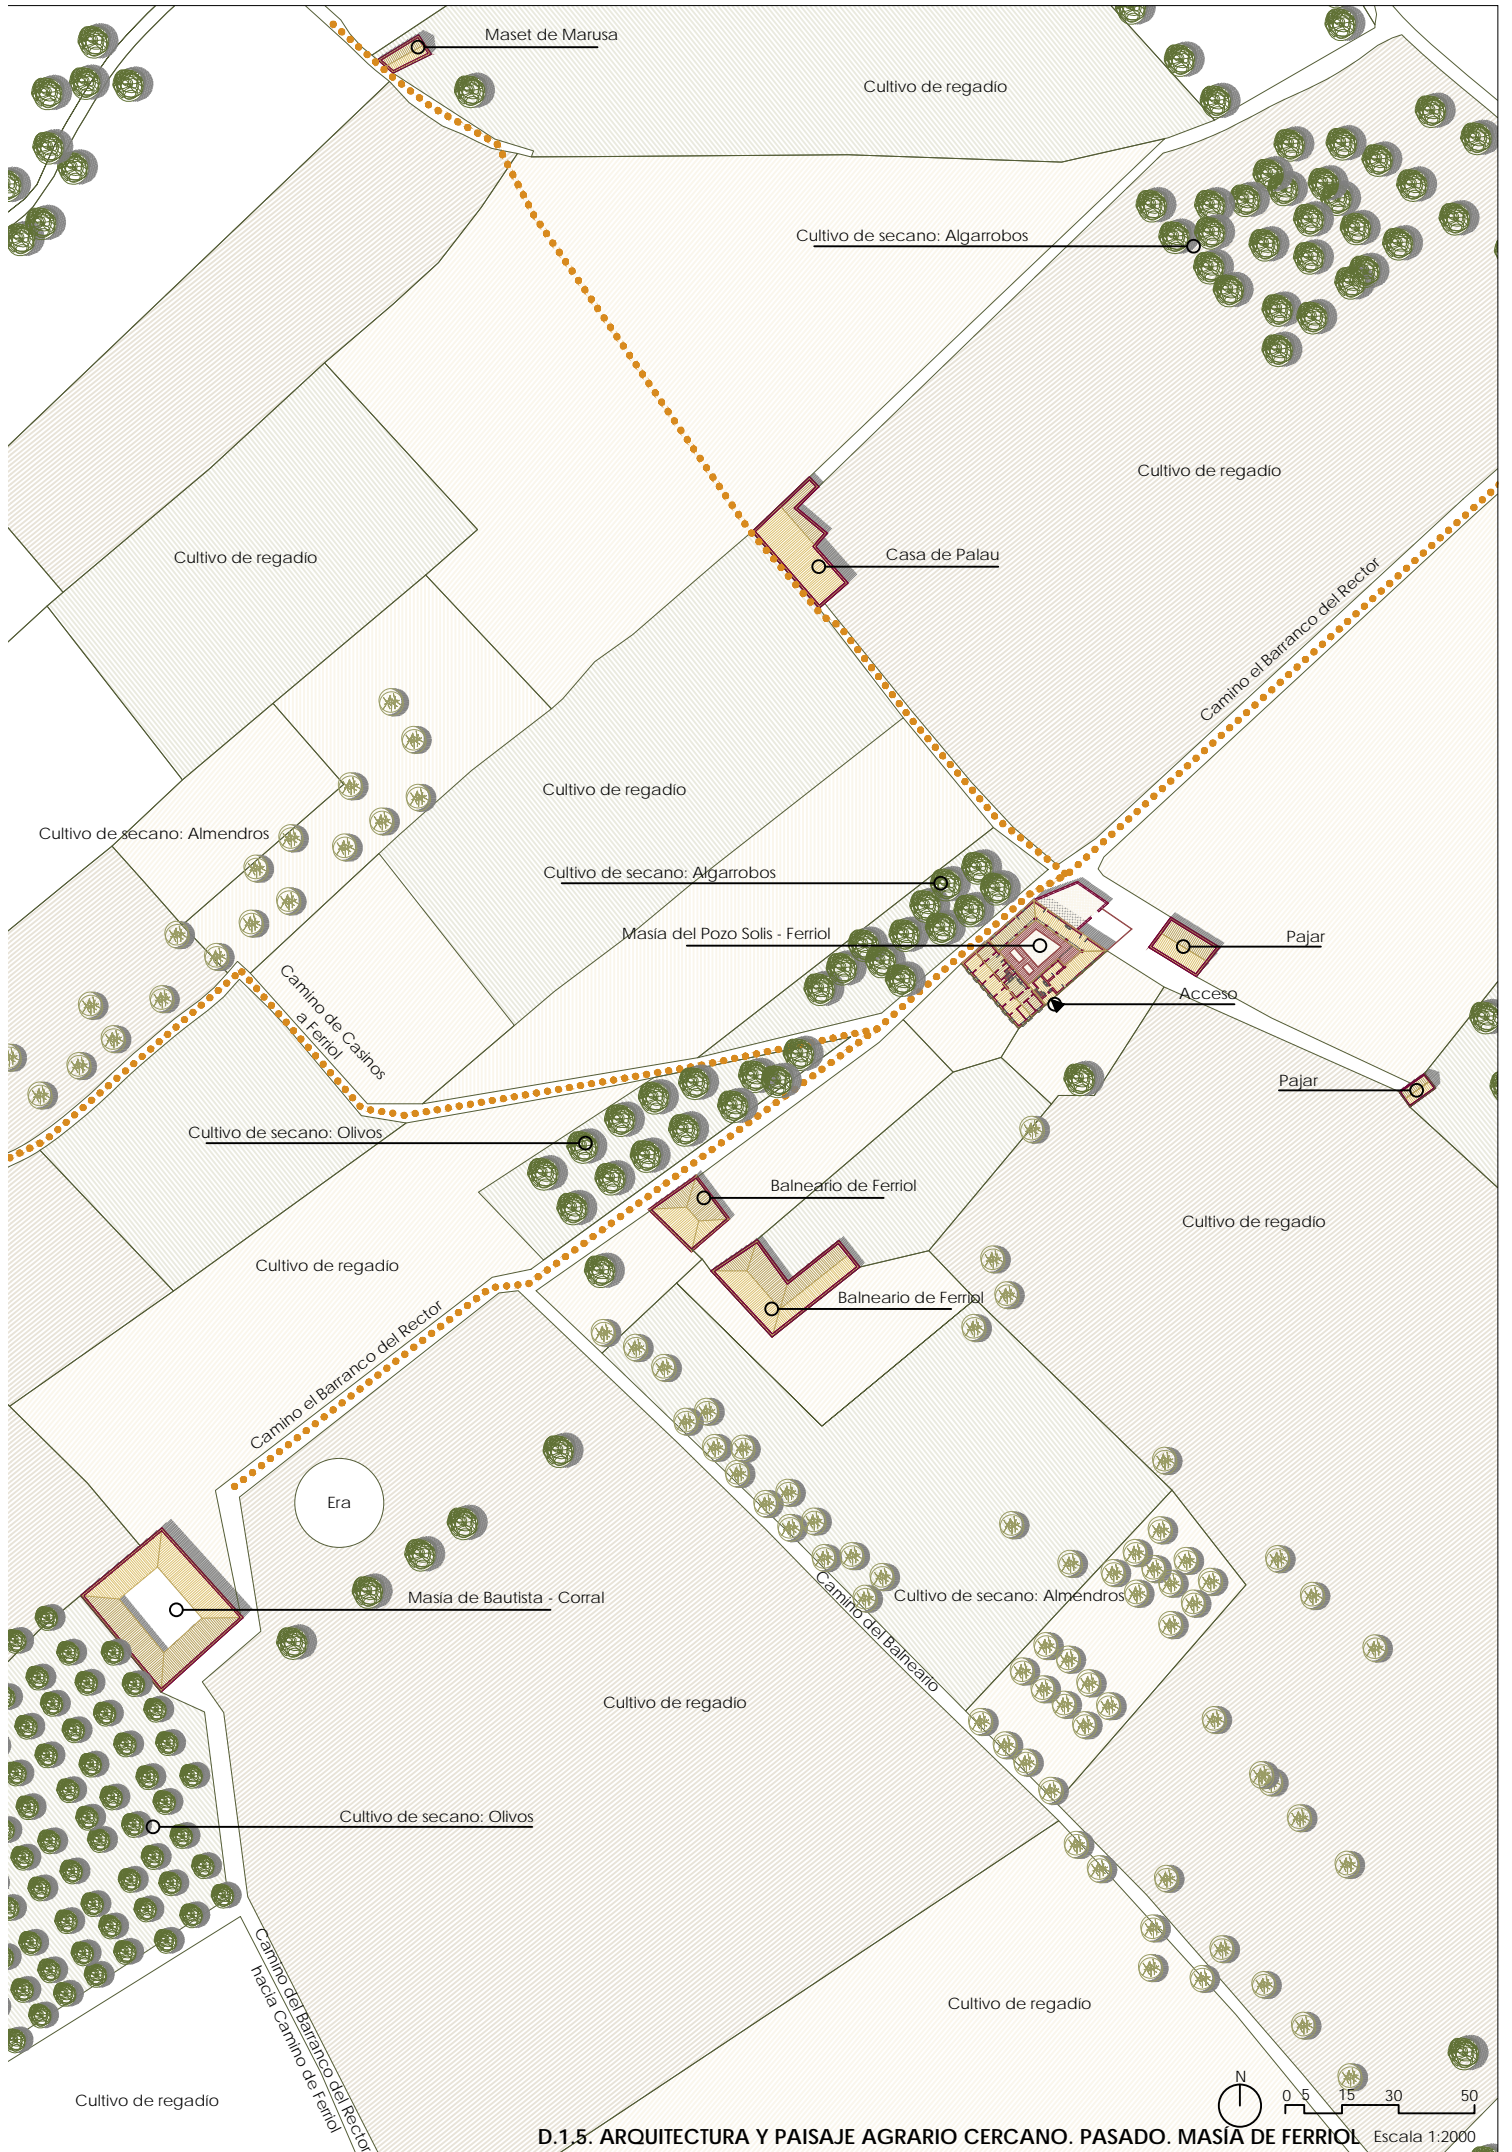 Maset de Marusa
Cultivo de regadío
Cultivo de secano: Algarrobos
Cultivo de regadío
Cultivo de regadío
Casa de Palau
Camino el Barranco del Rector
Cultivo de regadío
Cultivo de secano: Almendros
Cultivo de secano: Algarrobos
Masía del Pozo Solis - Ferriol
Pajar
Camino de Casinos
a Ferriol
Acceso
Pajar
Cultivo de secano: Olivos
Balneario de Ferriol
Cultivo de regadío
Cultivo de regadío
Balneario de Ferriol
Camino el Barranco del Rector
Era
Masía de Bautista - Corral
Cultivo de secano: Almendros
Camino del Balneario
Cultivo de regadío
Cultivo de secano: Olivos
Camino del Barranco del Rector
hacia Camino de Ferriol
Cultivo de regadío
Cultivo de regadío
N
0 5 15 30 50
D.1.5. ARQUITECTURA Y PAISAJE AGRARIO CERCANO. PASADO. MASÍA DE FERRIOL Escala 1:2000